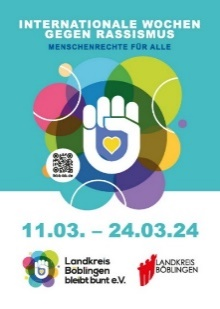 INTERNATIONALE WOCHEN
GEGEN RASSISMUS
MENSCHENRECHTE FÜR ALLE
11.03. – 24.03.24
Landkreis
Böblingen
bleibt bunt e.V.
LANDKREIS
BÖBLINGEN